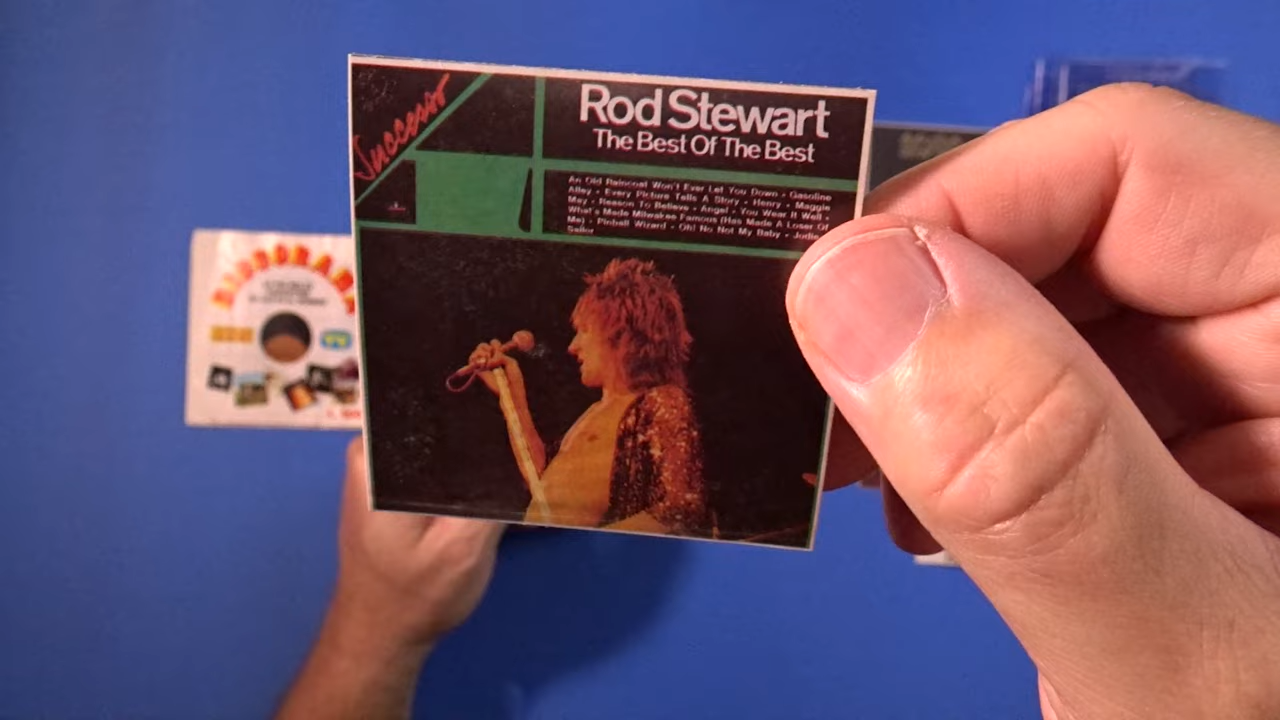 Successo
Rod Stewart
The Best Of The Best
An Old Raincoat Won't Ever Let You Down - Gasoline
Alley - Every Picture Tells A Story - Henry - Maggie
May - Reason To Believe - Angel - You Wear It Well -
What's Made Milwakee Famous (Has Made A Loser Of
Me) - Pinball Wizard - Oh! No Not My Baby - Jodie
Sailor